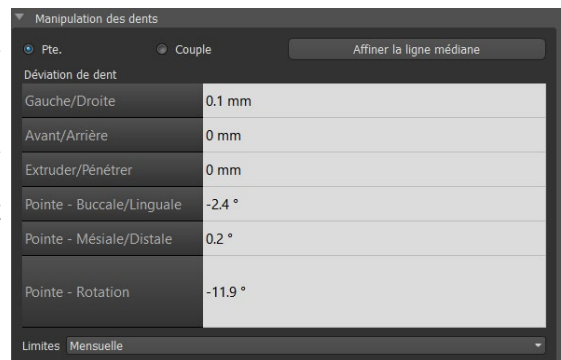 Manipulation des dents
Pte. Couple Affiner la ligne médiane
Déviation de dent
Gauche/Droite 0.1 mm
Avant/Arrière 0 mm
Extruder/Pénétrer 0 mm
Pointe - Buccale/Linguale -2.4 °
Pointe - Mésiale/Distale 0.2 °
Pointe - Rotation -11.9 °
Limites Mensuelle